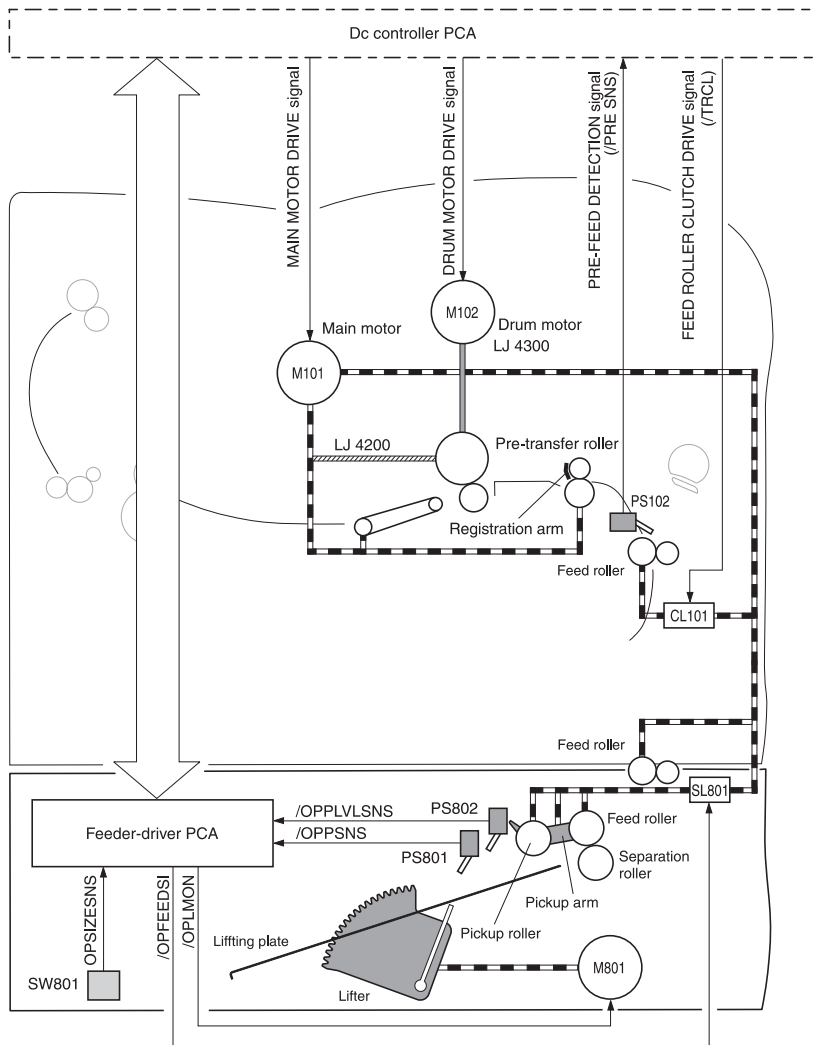 Dc controller PCA
MAIN MOTOR DRIVE signal
DRUM MOTOR DRIVE signal
PRE-FEED DETECTION signal
(/PRE SNS)
FEED ROLLER CLUTCH DRIVE signal
(/TRCL)
M102
Main motor
Drum motor
LJ 4300
M101
LJ 4200
Pre-transfer roller
PS102
Registration arm
Feed roller
CL101
Feed roller
SL801
/OPPLVLSNS
PS802
Feeder-driver PCA
/OPPSNS
Feed roller
PS801
Separation
roller
OPSIZESNS
/OPFEEDSI
/OPLMON
Pickup arm
Pickup roller
Liffting plate
M801
SW801
Lifter